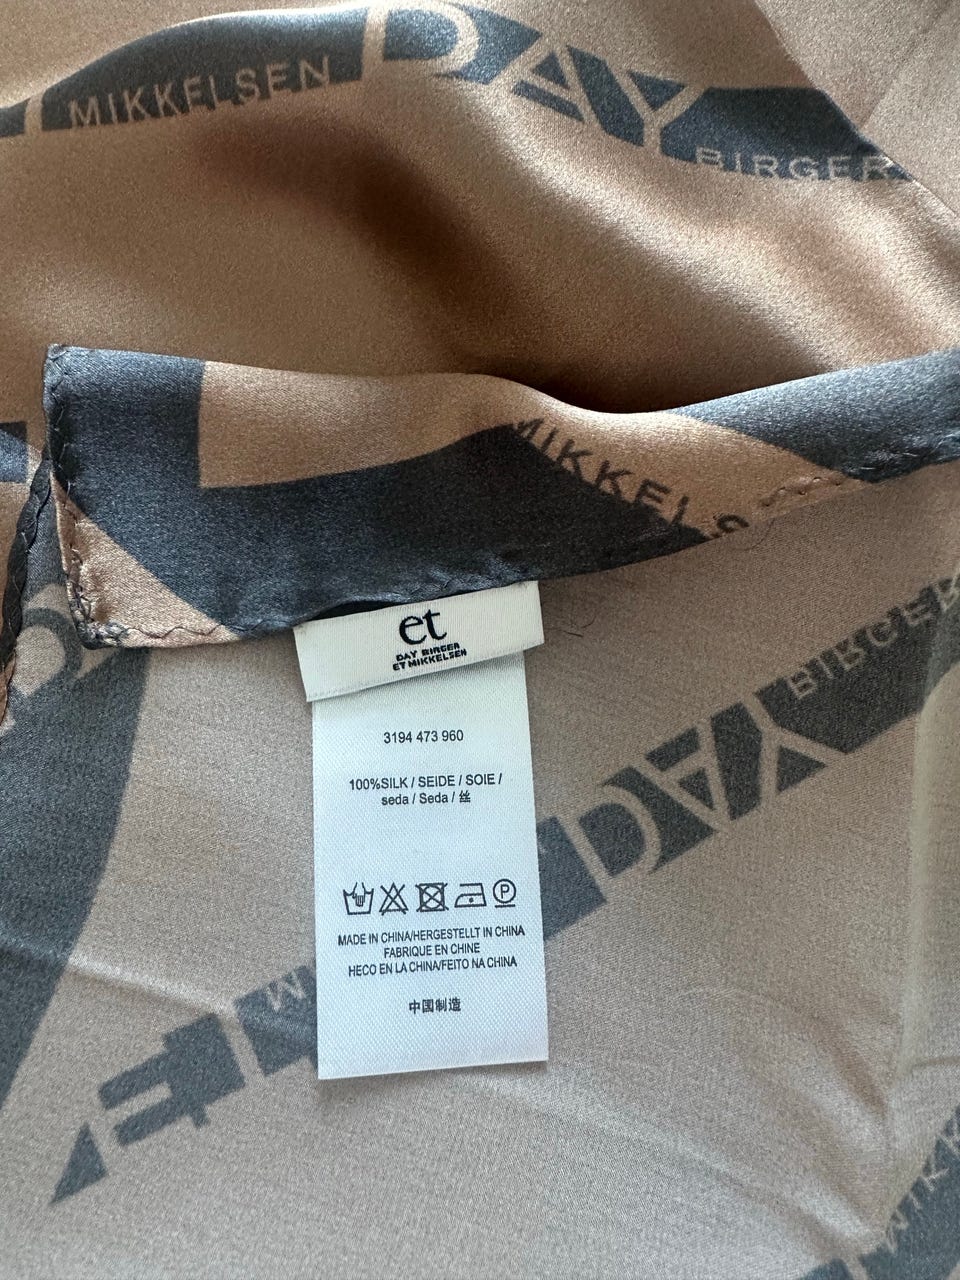 MIKKELSEN DAY BIRGER
MIKKELS
et
DAY BIRGER
ET MIKKELSEN
3194 473 960
100%SILK / SEIDE / SOIE /
seda / Seda / 丝
P
MADE IN CHINA/HERGESTELLT IN CHINA
FABRIQUE EN CHINE
HECO EN LA CHINA/FEITO NA CHINA
中国制造
DAY BIRGER